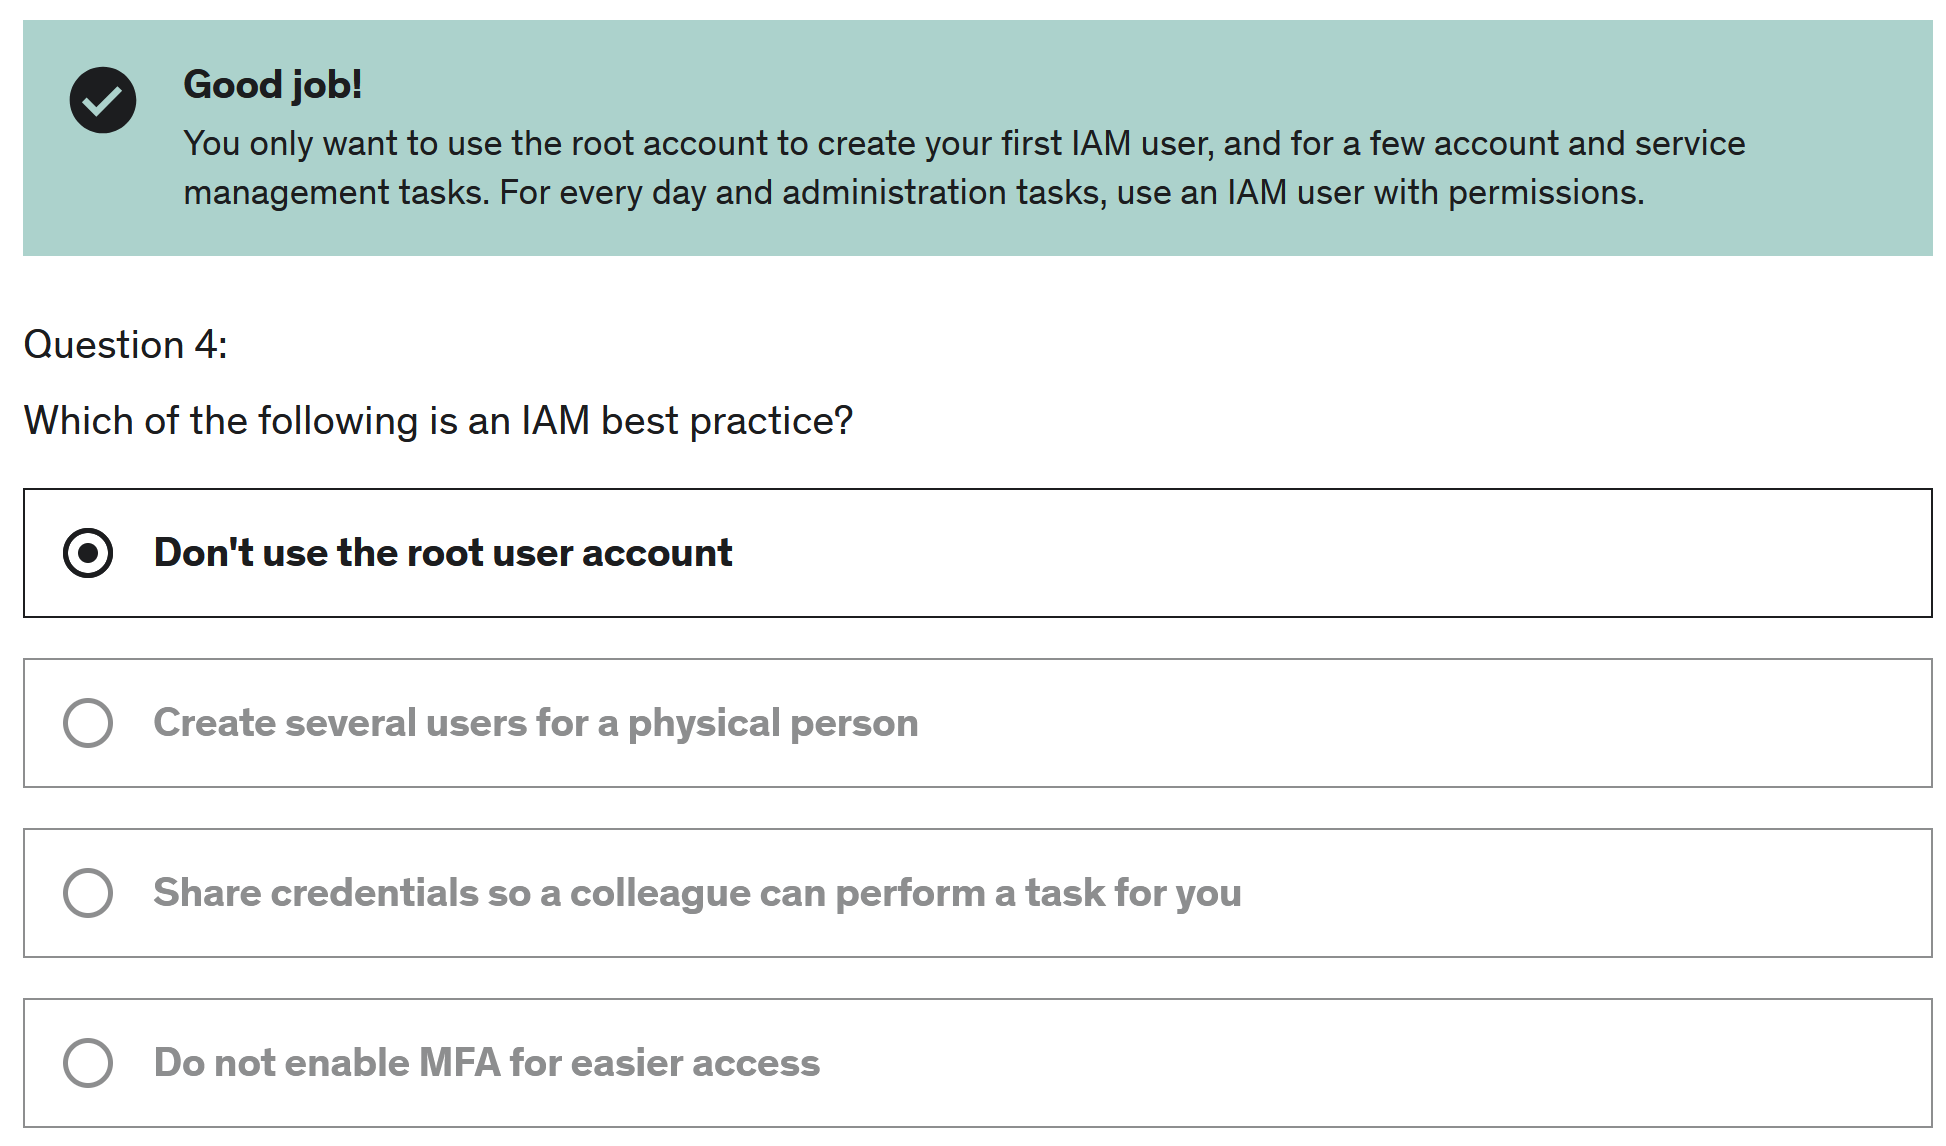 Good job!
You only want to use the root account to create your first IAM user, and for a few account and service
management tasks. For every day and administration tasks, use an IAM user with permissions.
Question 4:
Which of the following is an IAM best practice?
Don't use the root user account
Create several users for a physical person
Share credentials so a colleague can perform a task for you
Do not enable MFA for easier access